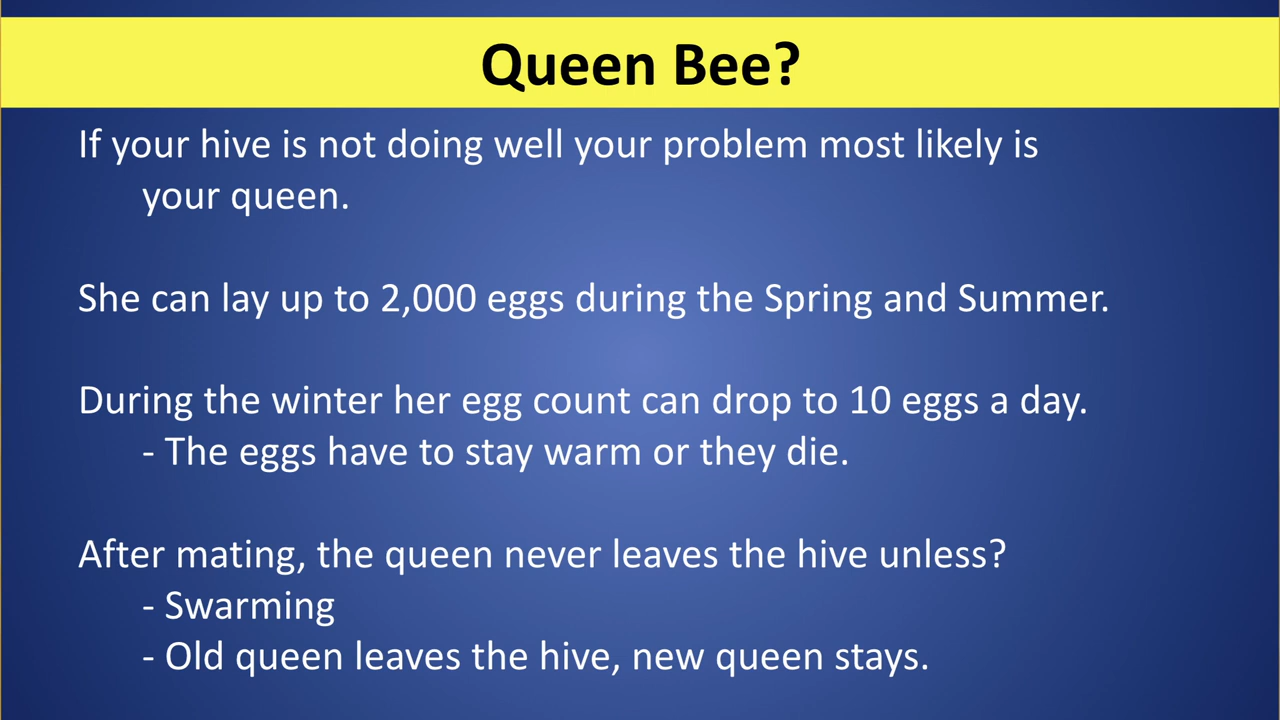 Queen Bee?
If your hive is not doing well your problem most likely is
your queen.
She can lay up to 2,000 eggs during the Spring and Summer.
During the winter her egg count can drop to 10 eggs a day.
- The eggs have to stay warm or they die.
After mating, the queen never leaves the hive unless?
- Swarming
- Old queen leaves the hive, new queen stays.